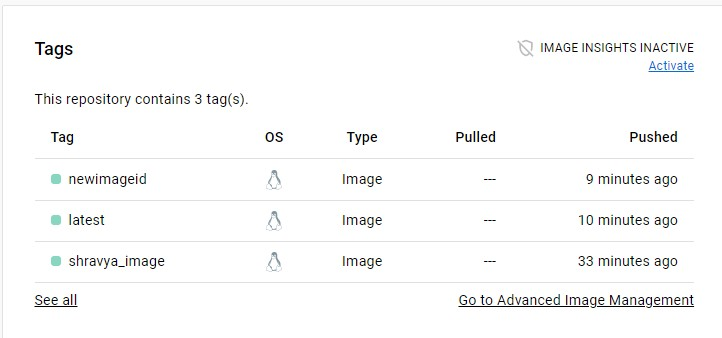 Tags
IMAGE INSIGHTS INACTIVE
Activate
This repository contains 3 tag(s).
Tag OS Type Pulled Pushed
newimageid Image --- 9 minutes ago
latest Image --- 10 minutes ago
shravya_image Image --- 33 minutes ago
See all Go to Advanced Image Management